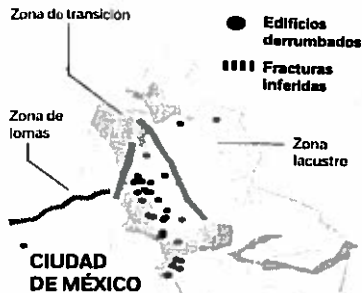 Zona de transición
Edificios
derrumbados
Fracturas
inferidas
Zona de
lomas
Zona
lacustre
CIUDAD
DE MÉXICO